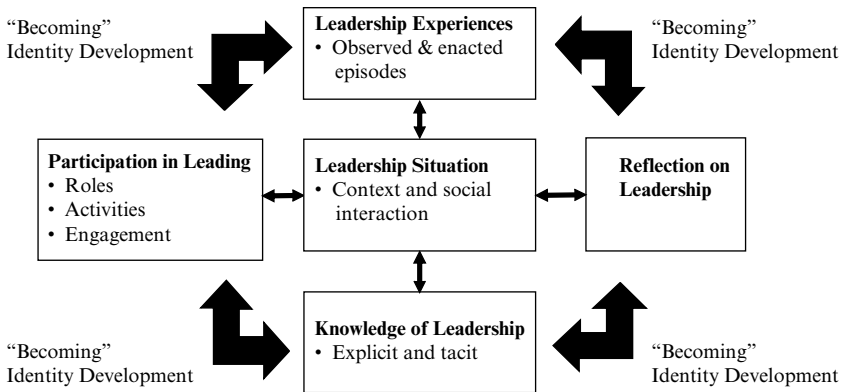 “Becoming”
Identity Development
Leadership Experiences
• Observed & enacted
episodes
“Becoming”
Identity Development
Participation in Leading
• Roles
• Activities
• Engagement
Leadership Situation
• Context and social
interaction
Reflection on
Leadership
“Becoming”
Identity Development
Knowledge of Leadership
• Explicit and tacit
“Becoming”
Identity Development